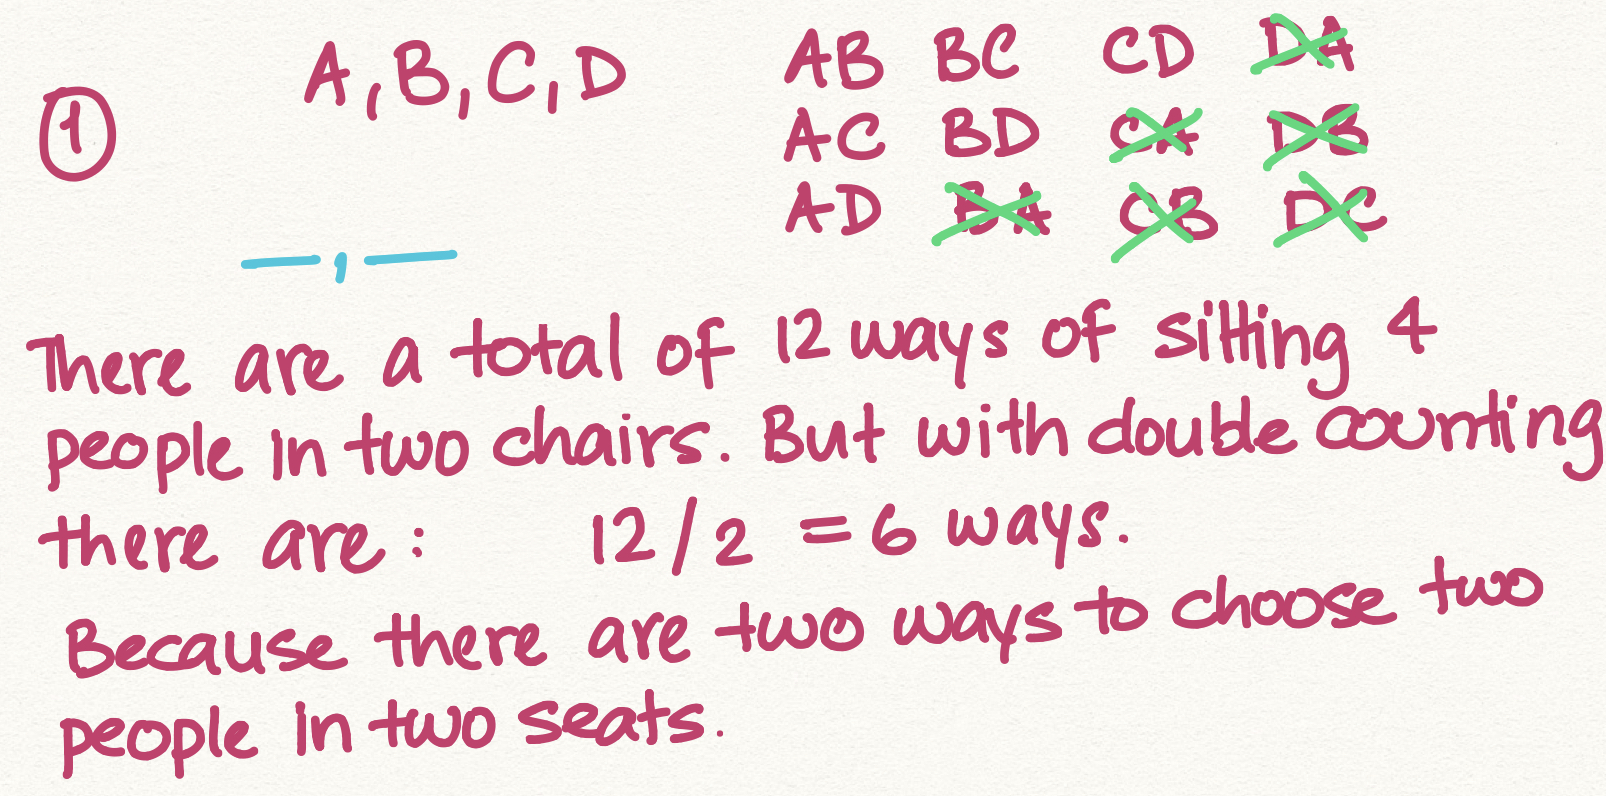 A, B, C, D
AB BC CD DA
1
AC BD CA DB
AD BA CB DC
__, __
There are a total of 12 ways of sitting 4
people in two chairs. But with double counting
there are: 12/2 = 6 ways.
Because there are two ways to choose two
people in two seats.